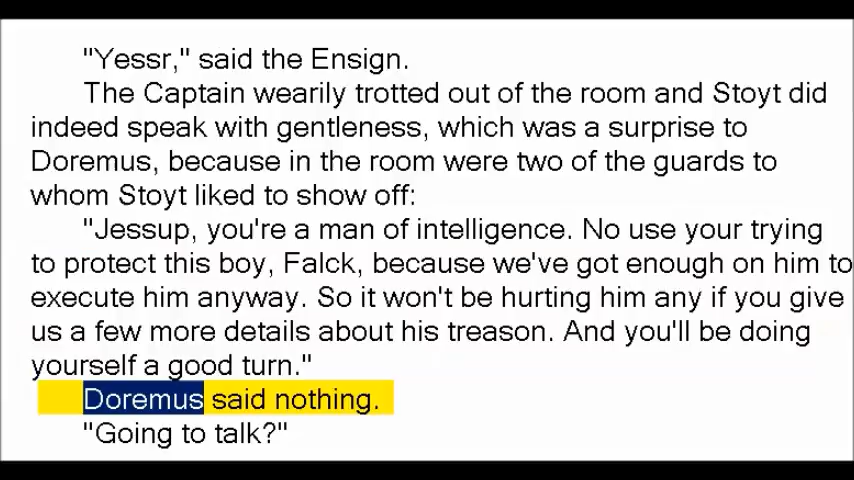 "Yessr," said the Ensign.
The Captain wearily trotted out of the room and Stoyt did
indeed speak with gentleness, which was a surprise to
Doremus, because in the room were two of the guards to
whom Stoyt liked to show off:
"Jessup, you're a man of intelligence. No use your trying
to protect this boy, Falck, because we've got enough on him to
execute him anyway. So it won't be hurting him any if you give
us a few more details about his treason. And you'll be doing
yourself a good turn."
Doremus said nothing.
"Going to talk?"